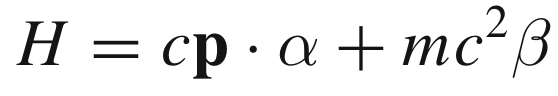 H = c𝐩 · α + mc²β